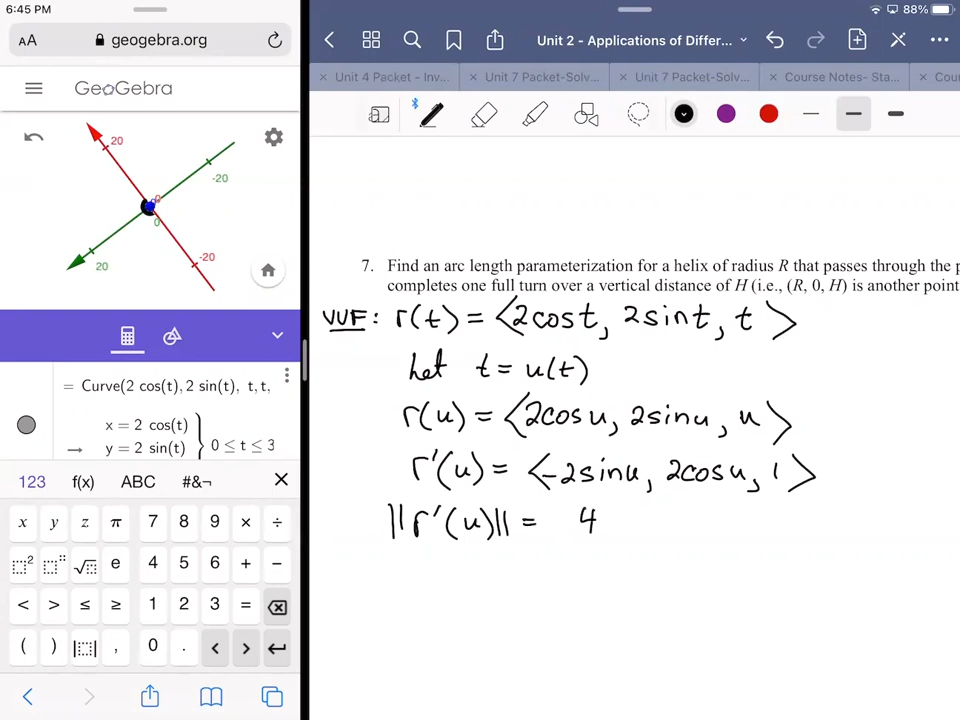 6:45 PM
88%
AA geogebra.org
Unit 2 - Applications of Differ...
× Unit 4 Packet - Inv... × Unit 7 Packet-Solv... × Unit 7 Packet-Solv... × Course Notes- Sta... × Cour
GeoGebra
20
-20
0
0
20
-20
= Curve(2 cos(t), 2 sin(t), t, t,
x = 2 cos(t)
→ y = 2 sin(t) } 0 ≤ t ≤ 3
123 f(x) ABC #&¬ ×
x y z π 7 8 9 × ÷
e 4 5 6 + −
< > ≤ ≥ 1 2 3 =
( ) , 0 . < >
7. Find an arc length parameterization for a helix of radius R that passes through the p
completes one full turn over a vertical distance of H (i.e., (R, 0, H) is another point
VVF: r(t) = <2cost, 2sint, t>
Let t = u(t)
r(u) = <2cosu, 2sinu, u>
r'(u) = <-2sinu, 2cosu, 1>
||r'(u)|| = 4